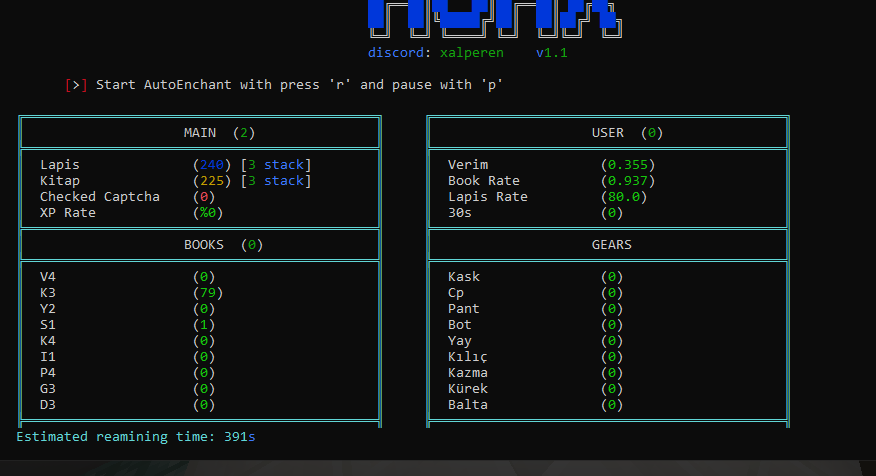 discord: xalperen v1.1
[>] Start AutoEnchant with press 'r' and pause with 'p'
MAIN (2)
Lapis (240) [3 stack]
Kitap (225) [3 stack]
Checked Captcha (0)
XP Rate (%0)
USER (0)
Verim (0.355)
Book Rate (0.937)
Lapis Rate (80.0)
30s (0)
BOOKS (0)
V4 (0)
K3 (79)
Y2 (0)
S1 (1)
K4 (0)
I1 (0)
P4 (0)
G3 (0)
D3 (0)
GEARS
Kask (0)
Cp (0)
Pant (0)
Bot (0)
Yay (0)
Kılıç (0)
Kazma (0)
Kürek (0)
Balta (0)
Estimated reamining time: 391s